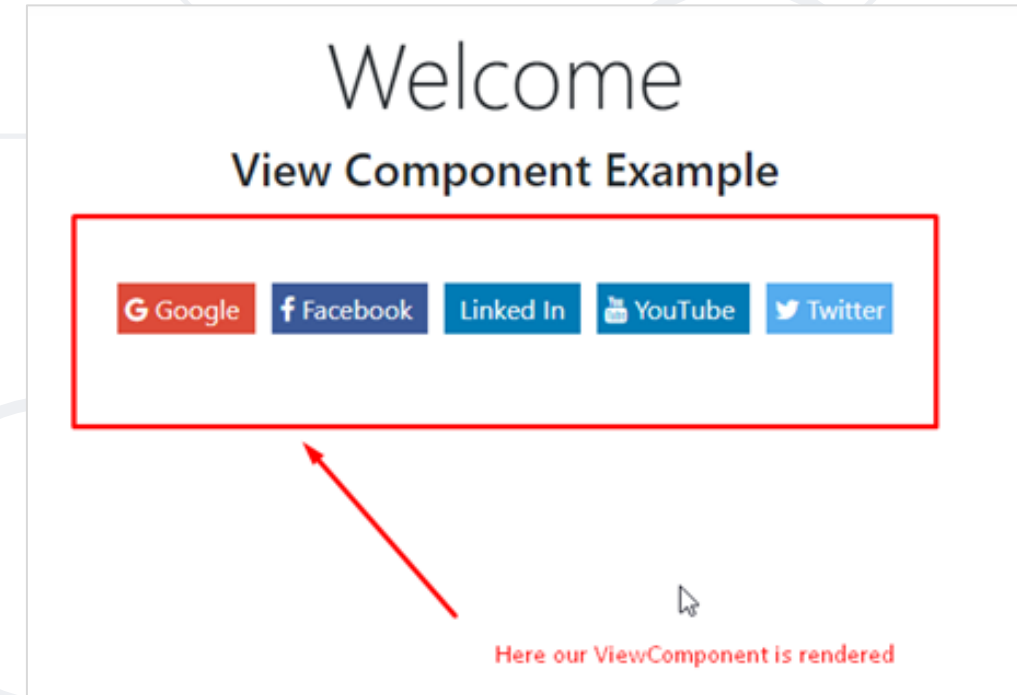 Welcome
View Component Example
Google Facebook Linked In YouTube Twitter
Here our ViewComponent is rendered